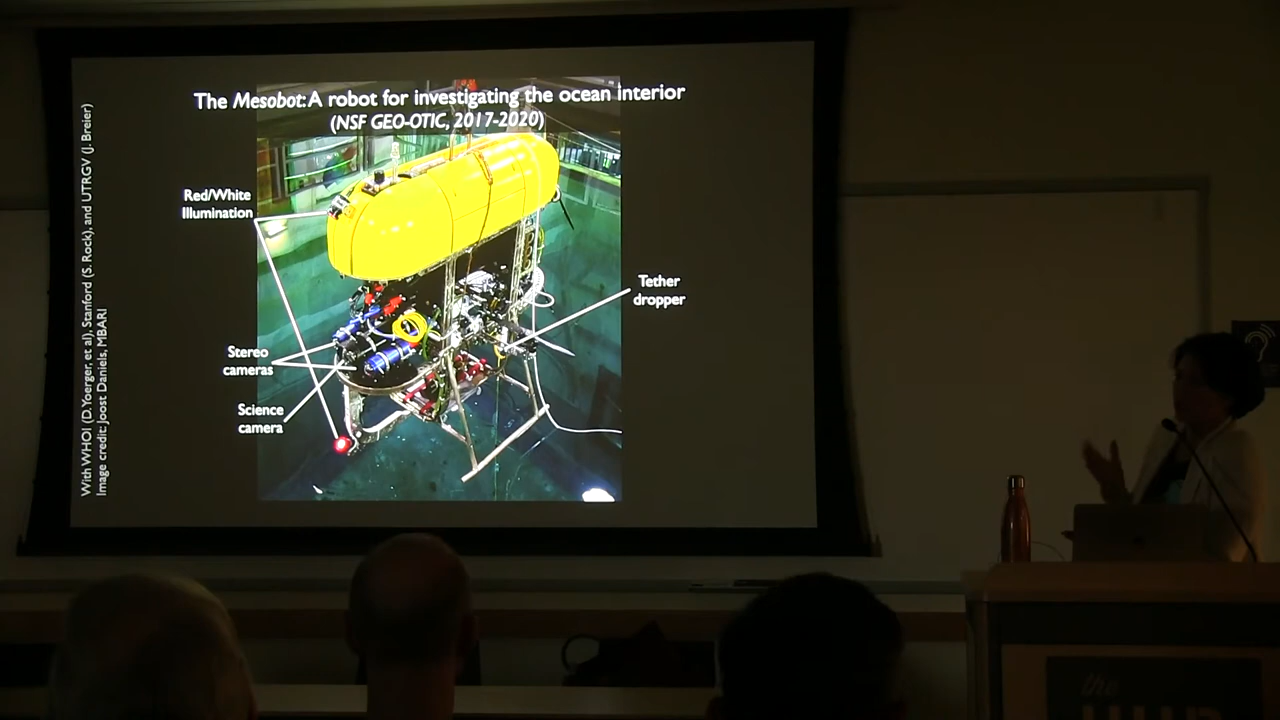 The Mesobot: A robot for investigating the ocean interior
(NSF GEO-OTIC, 2017-2020)
Red/White
Illumination
Tether
dropper
Stereo
cameras
Science
camera
With WHOI (D. Yoerger, et al), Stanford (S. Rock), and UTRGV (J. Breier)
Image credit: Joost Daniels, MBARI
the